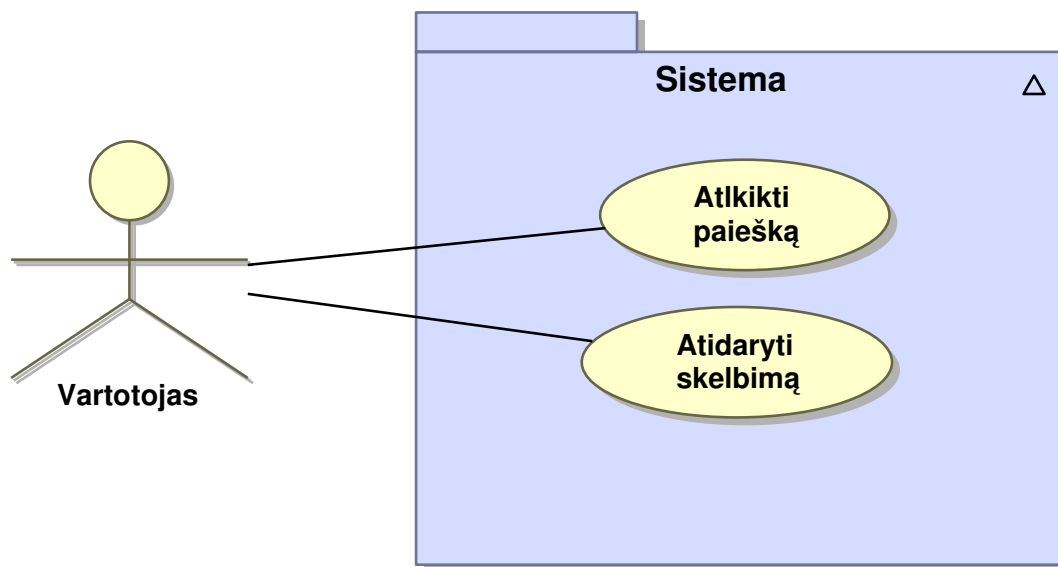 Sistema
Atlkikti
paiešką
Atidaryti
skelbimą
Vartotojas